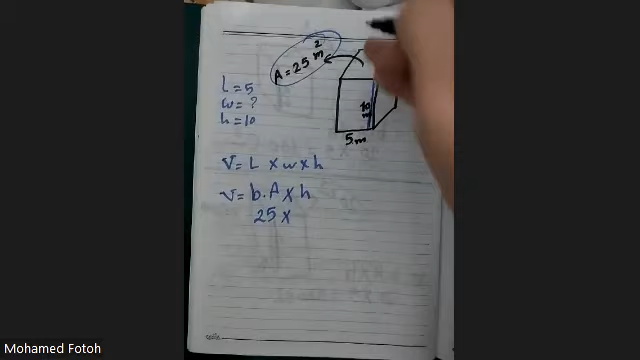 A = 25 m²
10 m
5 m
L = 5
w = ?
h = 10
V = L x w x h
V = b.A x h
25 x
Mohamed Fotoh